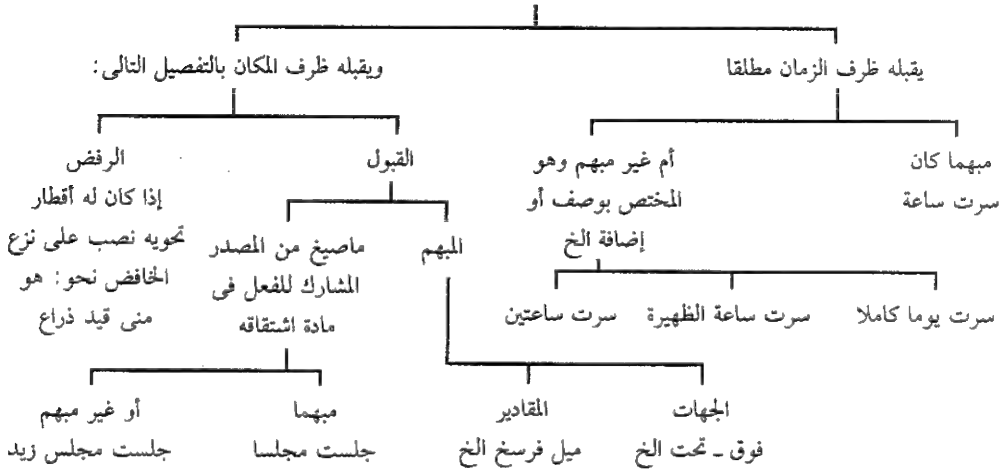 يقبله ظرف الزمان مطلقا
ويقبله ظرف المكان بالتفصيل التالى:
مبهما كان
سرت ساعة
أم غير مبهم وهو
المختص بوصف أو
إضافة الخ
القبول
الرفض
إذا كان له أقطار
تحويه نصب على نزع
الخافض نحو: هو
منى قيد ذراع
المبهم
ماصيغ من المصدر
المشارك للفعل فى
مادة اشتقاقه
سرت يوما كاملا
سرت ساعة الظهيرة
سرت ساعتين
الجهات
فوق ـ تحت الخ
المقادير
ميل فرسخ الخ
مبهما
جلست مجلسا
أو غير مبهم
جلست مجلس زيد